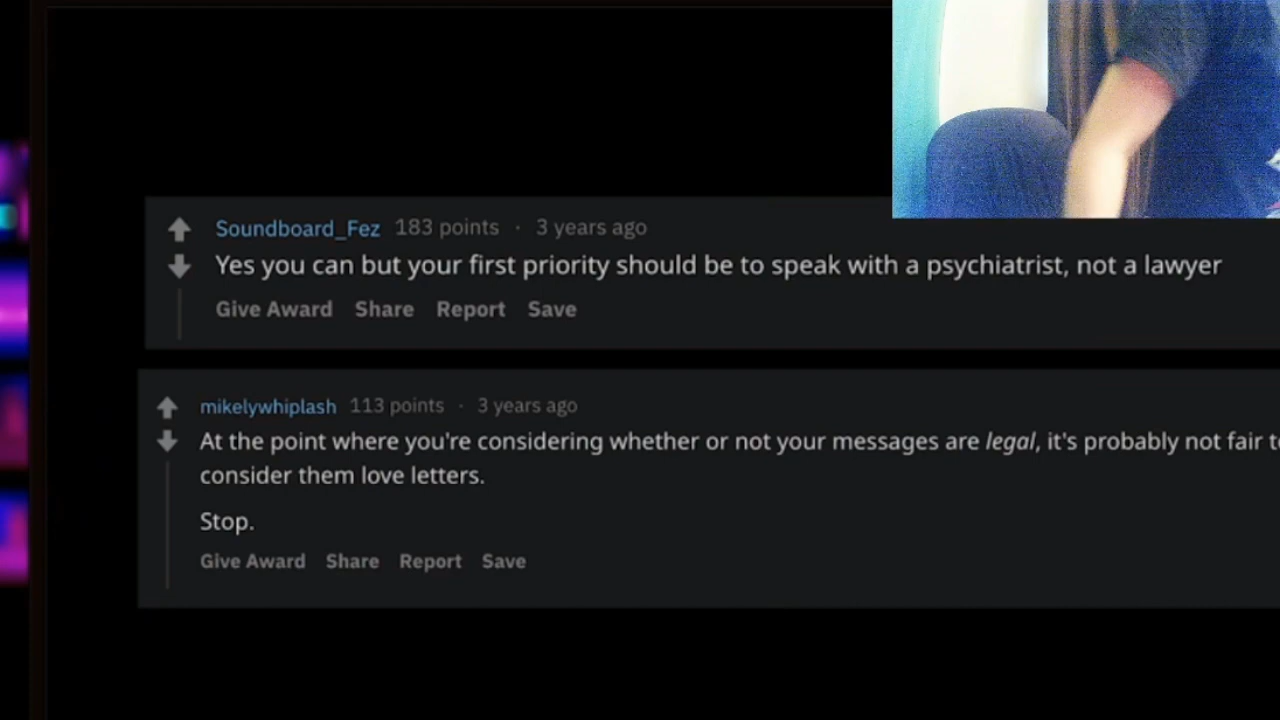 Soundboard_Fez 183 points · 3 years ago
Yes you can but your first priority should be to speak with a psychiatrist, not a lawyer
Give Award Share Report Save
mikelywhiplash 113 points · 3 years ago
At the point where you're considering whether or not your messages are legal, it's probably not fair
consider them love letters.
Stop.
Give Award Share Report Save